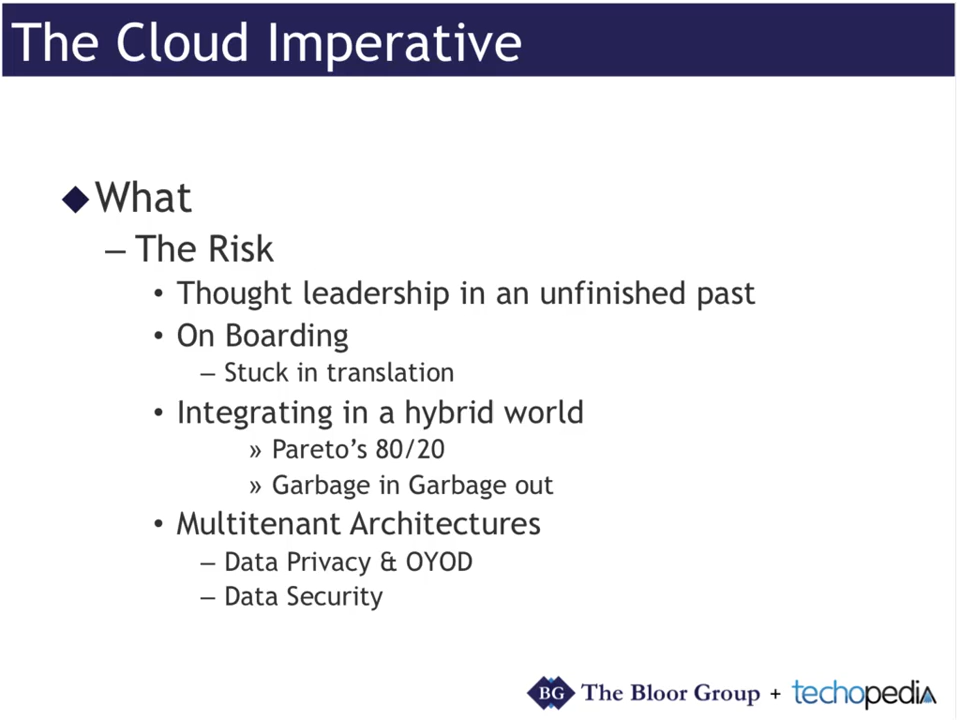 The Cloud Imperative
◆What
– The Risk
• Thought leadership in an unfinished past
• On Boarding
– Stuck in translation
• Integrating in a hybrid world
» Pareto's 80/20
» Garbage in Garbage out
• Multitenant Architectures
– Data Privacy & OYOD
– Data Security
BG The Bloor Group + techopedia